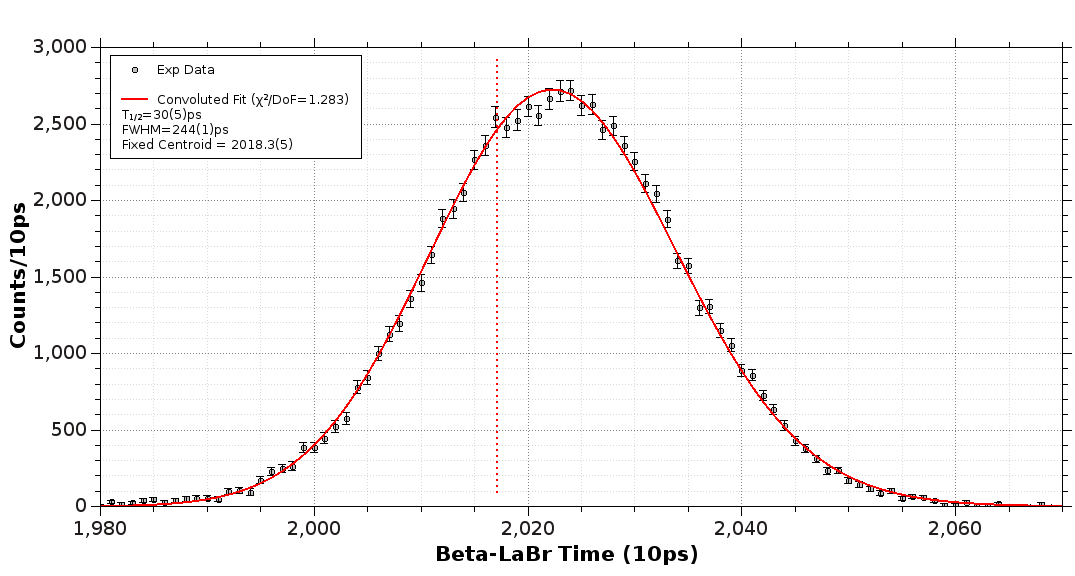 3,000
2,500
2,000
1,500
1,000
500
0
Counts/10ps
Exp Data
Convoluted Fit (χ²/DoF=1.283)
T₁/₂=30(5)ps
FWHM=244(1)ps
Fixed Centroid = 2018.3(5)
1,980 2,000 2,020 2,040 2,060
Beta-LaBr Time (10ps)